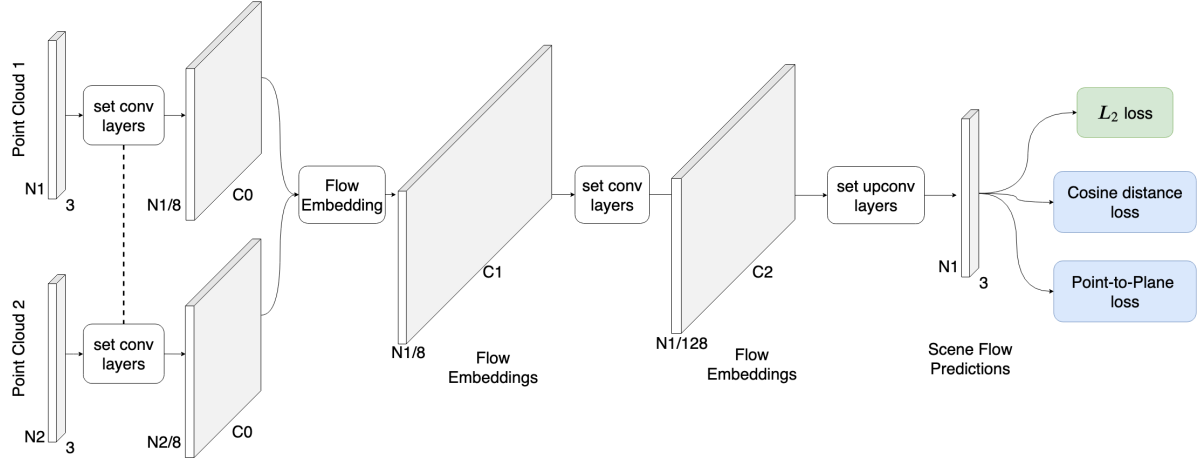 Point Cloud 1
N1
3
set conv
layers
N1/8
C0
Point Cloud 2
N2
3
set conv
layers
N2/8
C0
Flow
Embedding
N1/8
C1
Flow
Embeddings
set conv
layers
N1/128
C2
Flow
Embeddings
set upconv
layers
N1
3
Scene Flow
Predictions
L₂ loss
Cosine distance
loss
Point-to-Plane
loss